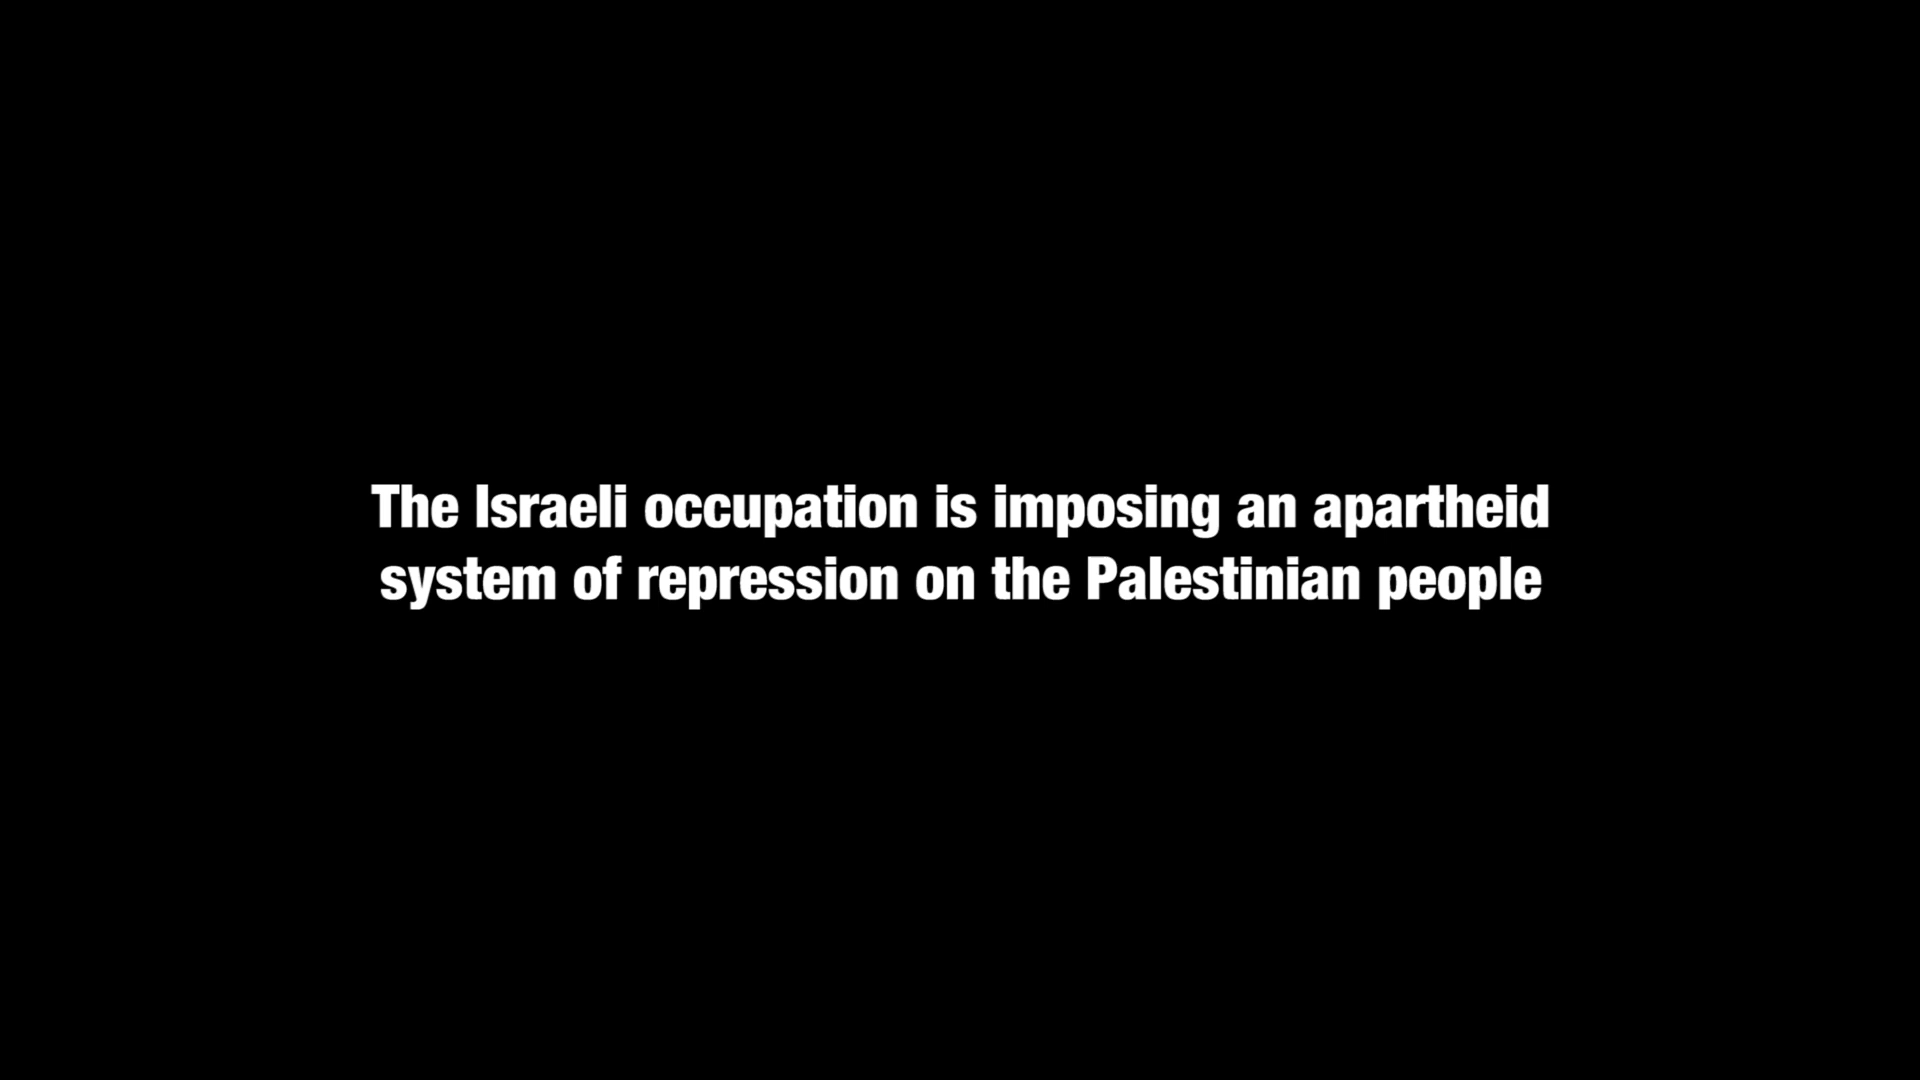 The Israeli occupation is imposing an apartheid
system of repression on the Palestinian people